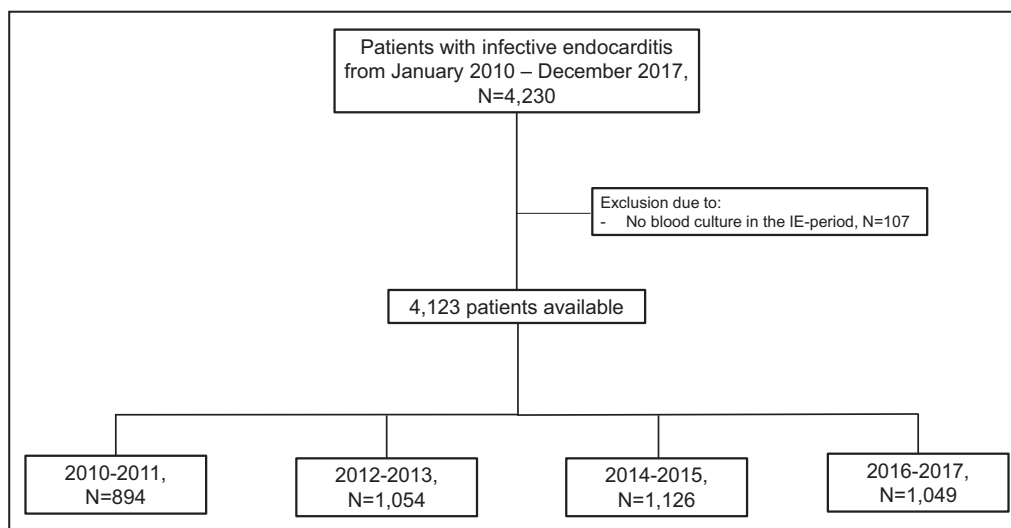 Patients with infective endocarditis
from January 2010 – December 2017,
N=4,230
Exclusion due to:
- No blood culture in the IE-period, N=107
4,123 patients available
2010-2011,
N=894
2012-2013,
N=1,054
2014-2015,
N=1,126
2016-2017,
N=1,049